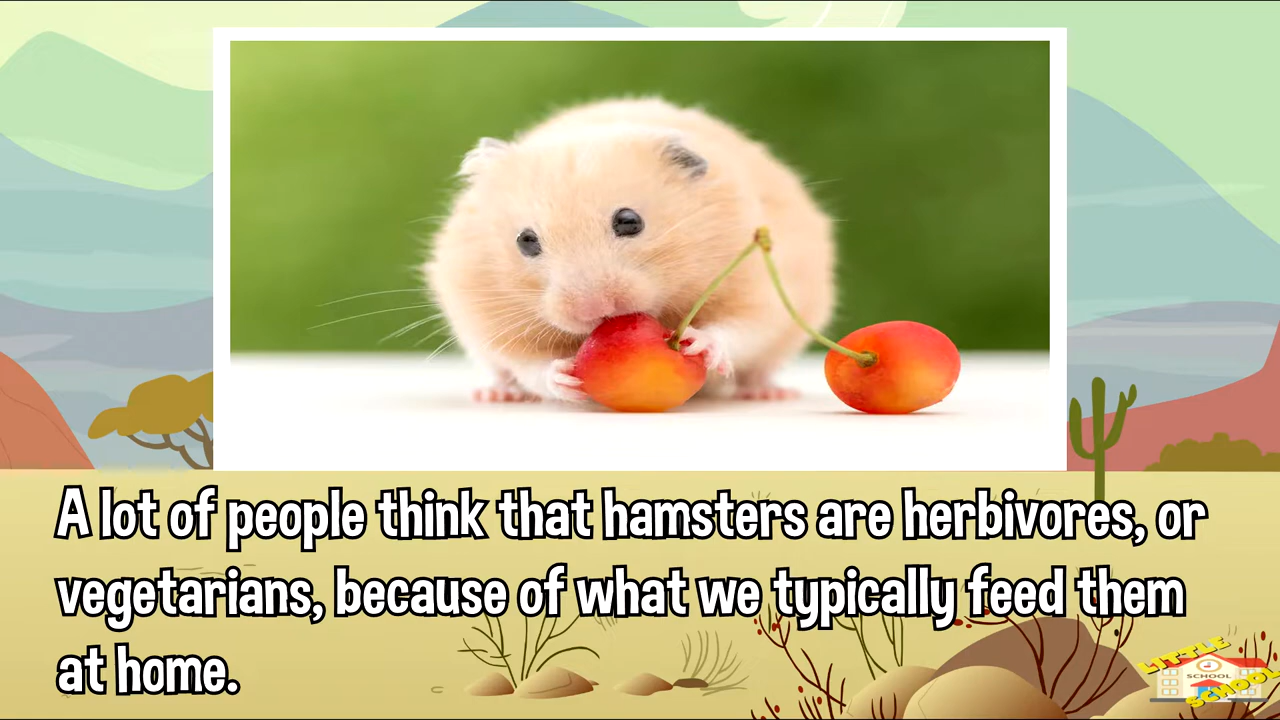 A lot of people think that hamsters are herbivores, or
vegetarians, because of what we typically feed them
at home.
LITTLE
SCHOOL
SCHOOL